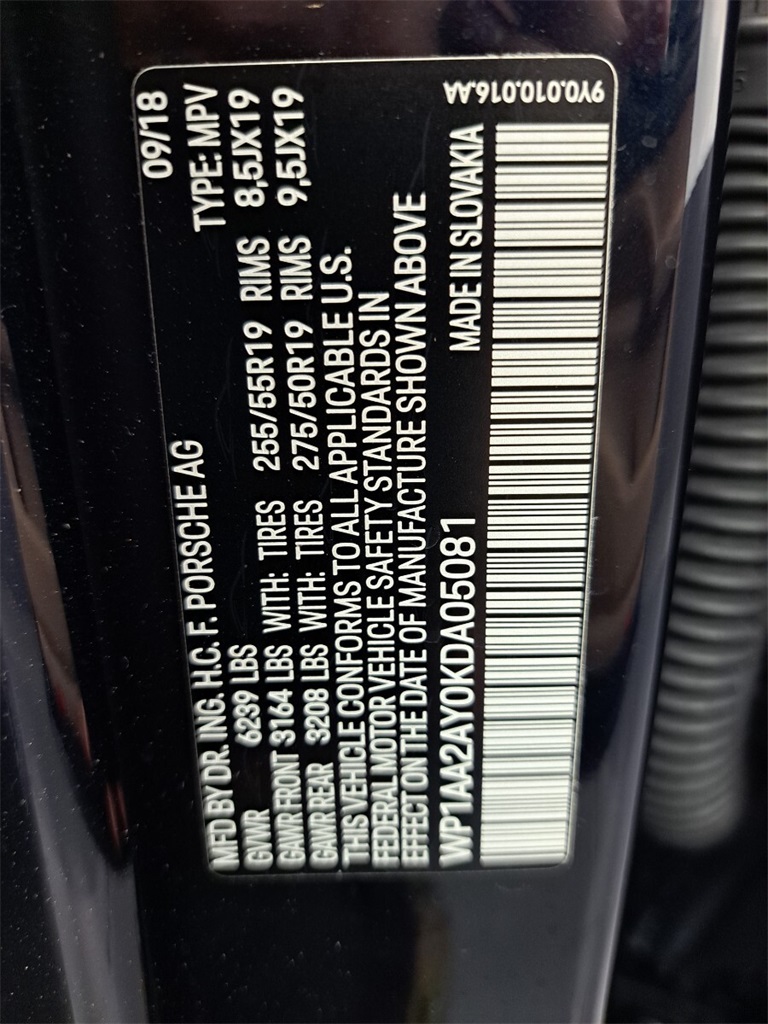 MFD BY DR. ING. H.C. F. PORSCHE AG 09/18
GVWR 6239 LBS TYPE: MPV
GAWR FRONT 3164 LBS WITH: TIRES 255/55R19 RIMS 8,5JX19
GAWR REAR 3208 LBS WITH: TIRES 275/50R19 RIMS 9,5JX19
THIS VEHICLE CONFORMS TO ALL APPLICABLE U.S.
FEDERAL MOTOR VEHICLE SAFETY STANDARDS IN
EFFECT ON THE DATE OF MANUFACTURE SHOWN ABOVE
WP1AA2AY0KDA05081 MADE IN SLOVAKIA
9Y0.010.016.AA